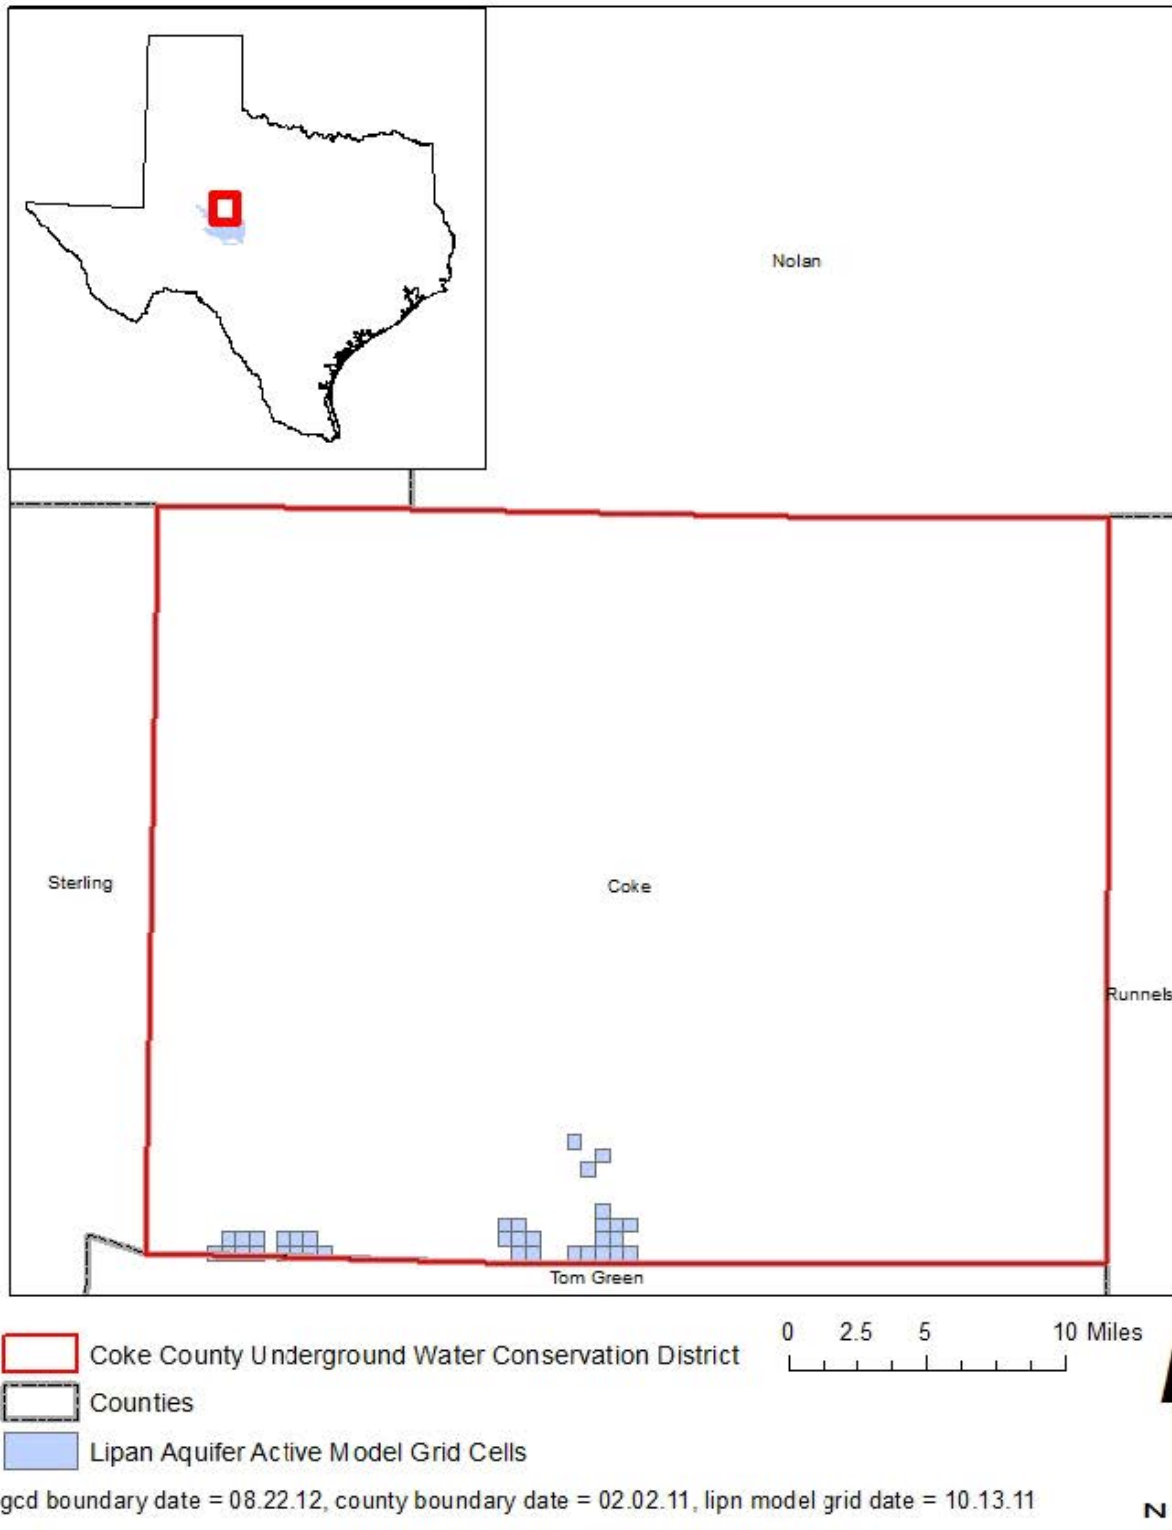 Nolan
Sterling
Coke
Runnels
Tom Green
0 2.5 5 10 Miles
Coke County Underground Water Conservation District
Counties
Lipan Aquifer Active Model Grid Cells
gcd boundary date = 08.22.12, county boundary date = 02.02.11, lipn model grid date = 10.13.11
N